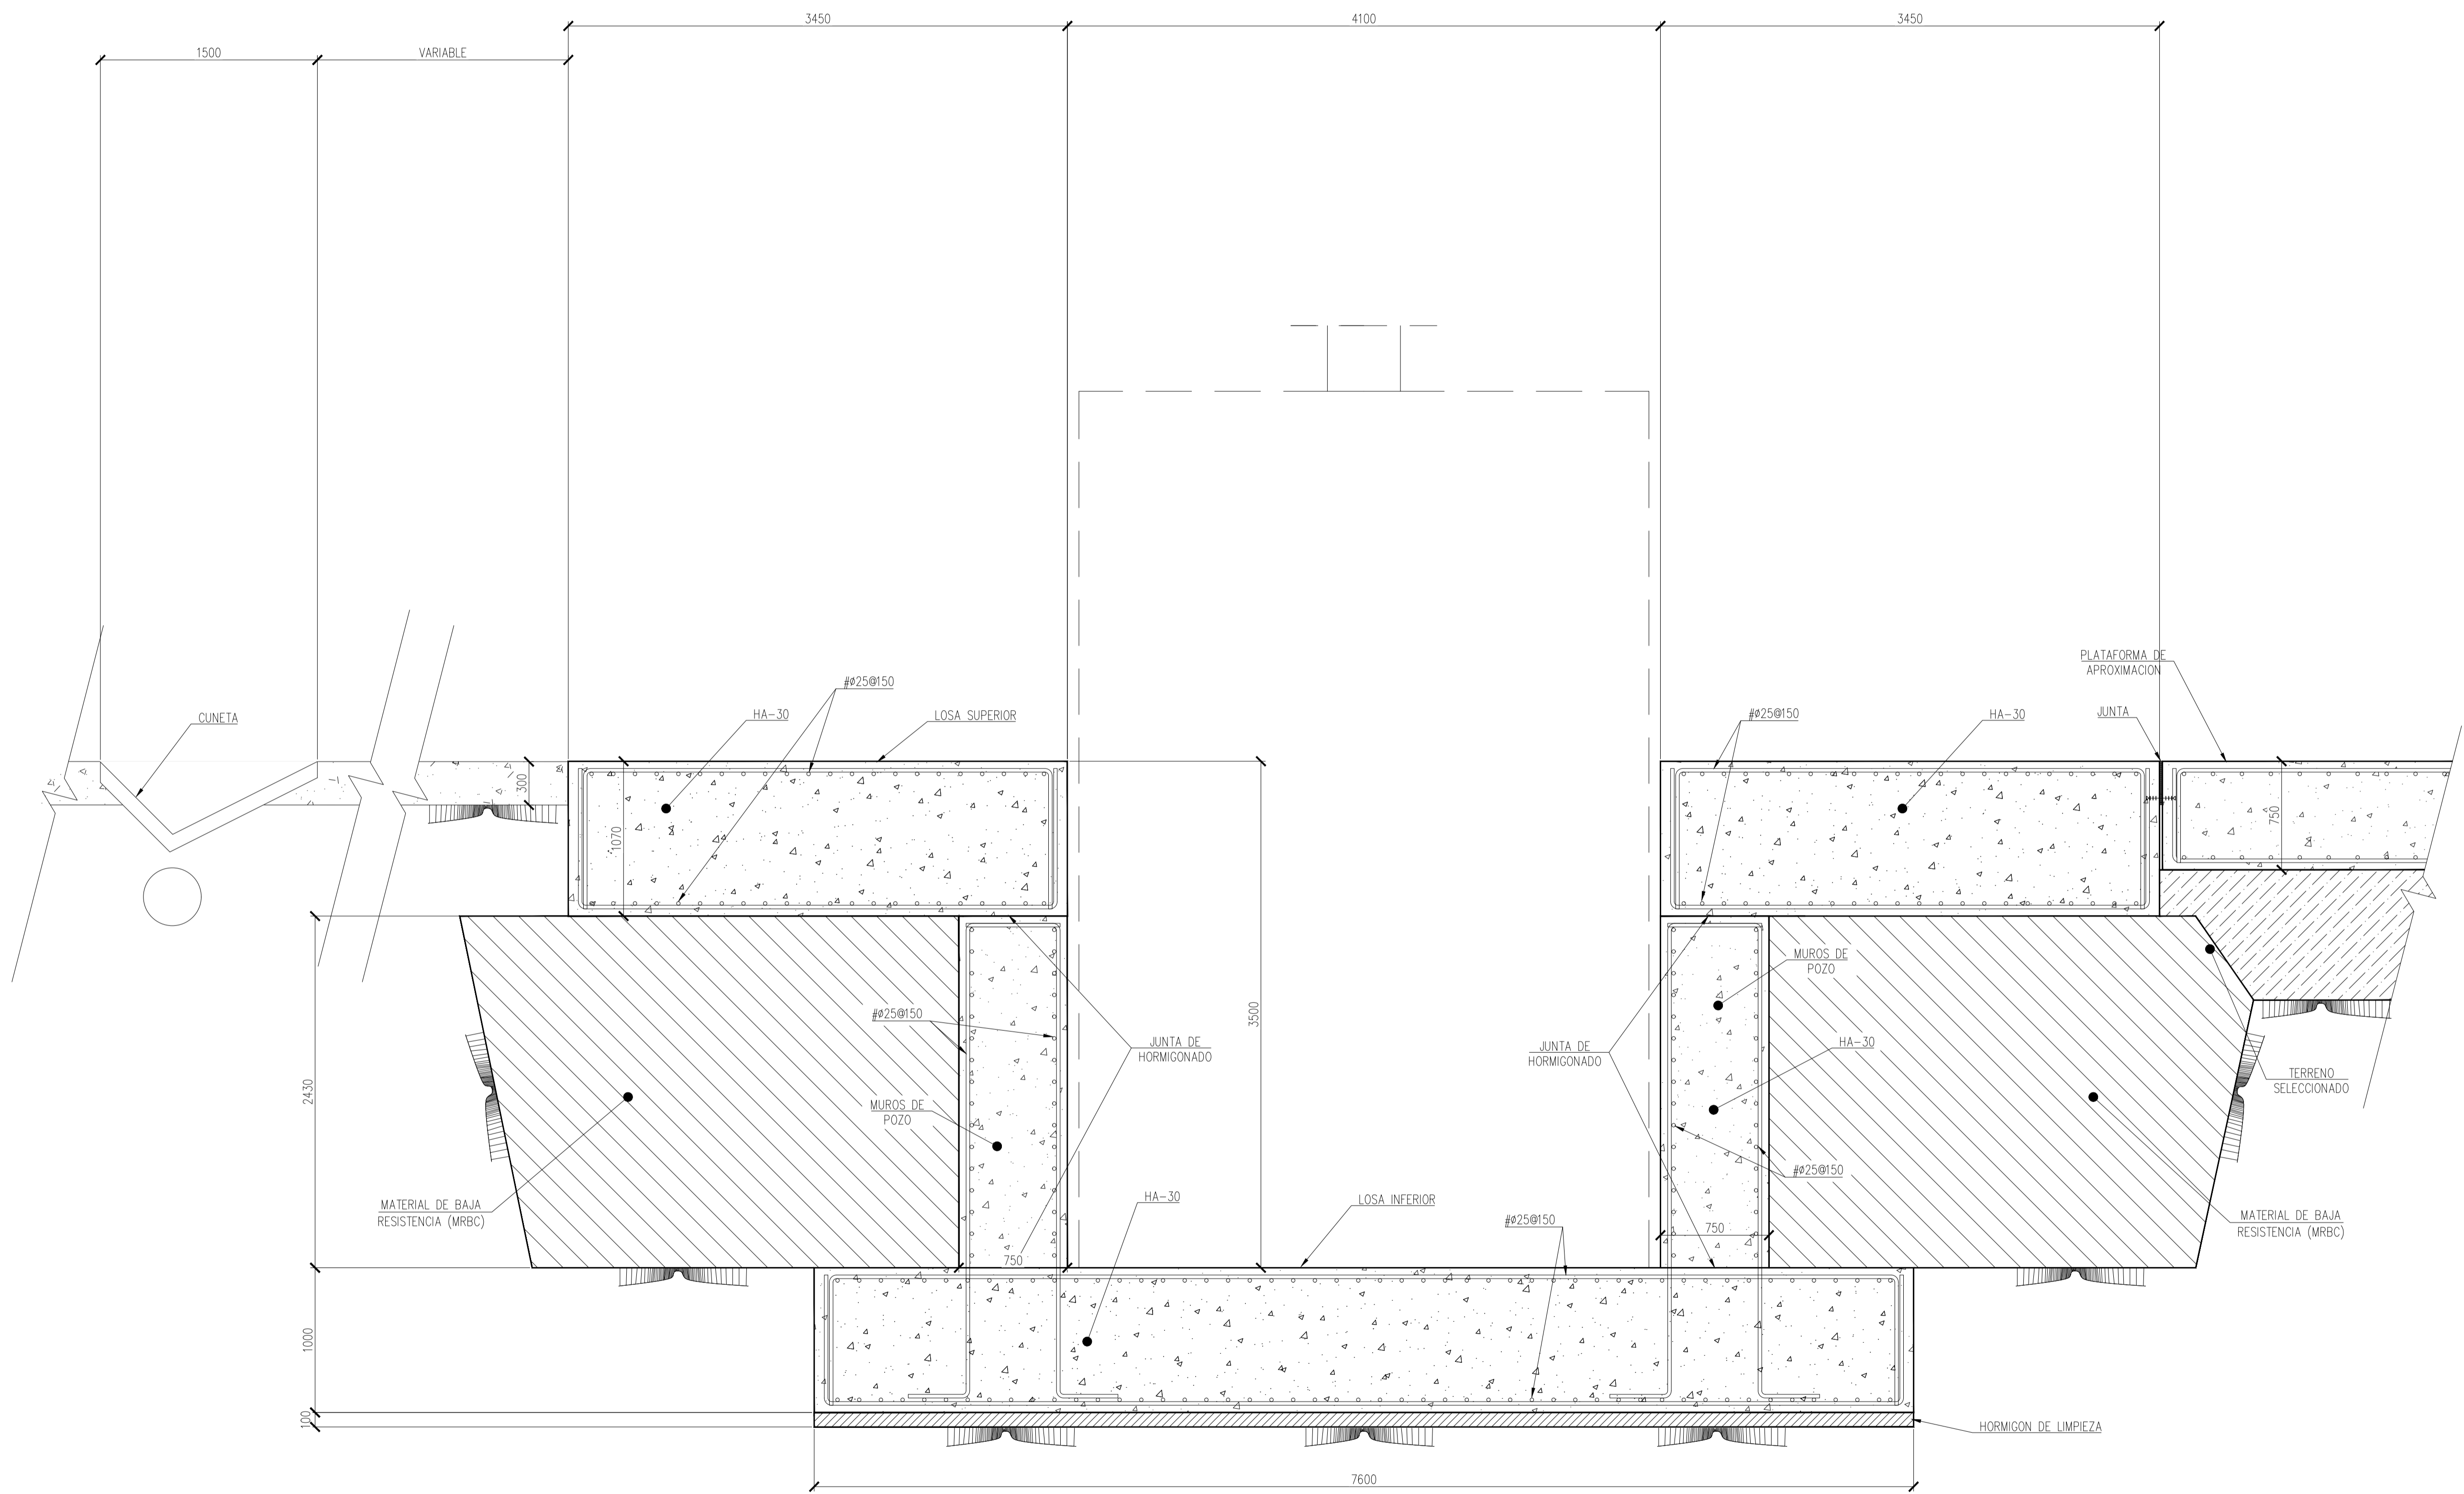 3450
4100
3450
1500
VARIABLE
PLATAFORMA DE
APROXIMACION
#ø25@150
HA-30
LOSA SUPERIOR
CUNETA
#ø25@150
HA-30
JUNTA
300
1070
750
MUROS DE
POZO
#ø25@150
3500
JUNTA DE
HORMIGONADO
JUNTA DE
HORMIGONADO
HA-30
TERRENO
SELECCIONADO
2430
MUROS DE
POZO
#ø25@150
HA-30
LOSA INFERIOR
MATERIAL DE BAJA
RESISTENCIA (MRBC)
#ø25@150
750
MATERIAL DE BAJA
RESISTENCIA (MRBC)
750
1000
100
HORMIGON DE LIMPIEZA
7600